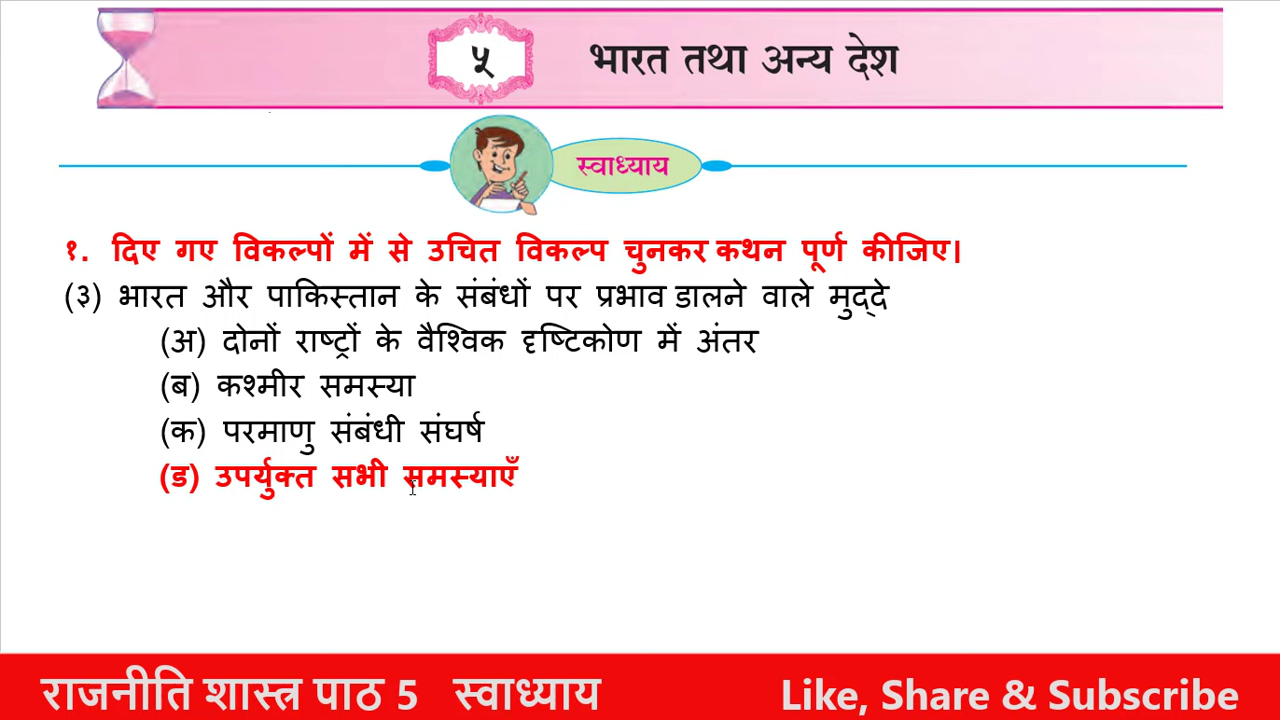 ५ भारत तथा अन्य देश
स्वाध्याय
१. दिए गए विकल्पों में से उचित विकल्प चुनकर कथन पूर्ण कीजिए।
(३) भारत और पाकिस्तान के संबंधों पर प्रभाव डालने वाले मुद्‌दे
(अ) दोनों राष्ट्रों के वैश्विक दृष्टिकोण में अंतर
(ब) कश्मीर समस्या
(क) परमाणु संबंधी संघर्ष
(ड) उपर्युक्त सभी समस्याएँ
राजनीति शास्त्र पाठ 5 स्वाध्याय Like, Share & Subscribe